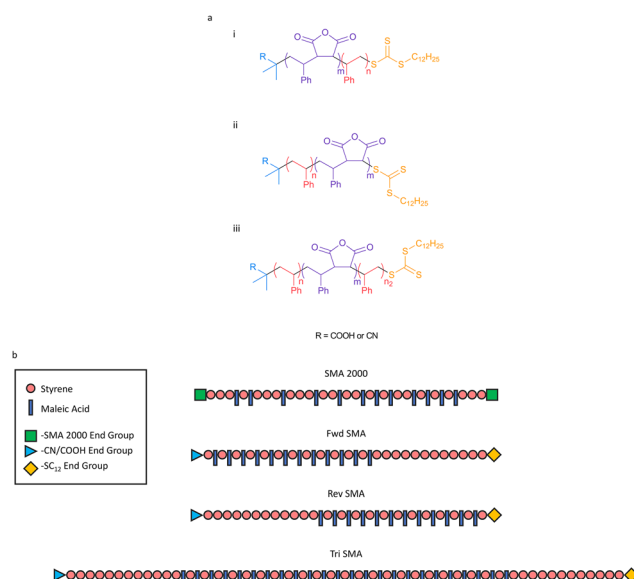 a
i
O
O
O
R
m
n
Ph
Ph
S
S
S
C12H25
ii
O
O
O
R
n
m
Ph
Ph
S
S
S
C12H25
iii
O
O
O
R
n
m
n2
Ph
Ph
Ph
S
S
S
C12H25
R = COOH or CN
b
Styrene
Maleic Acid
-SMA 2000 End Group
-CN/COOH End Group
-SC12 End Group
SMA 2000
Fwd SMA
Rev SMA
Tri SMA